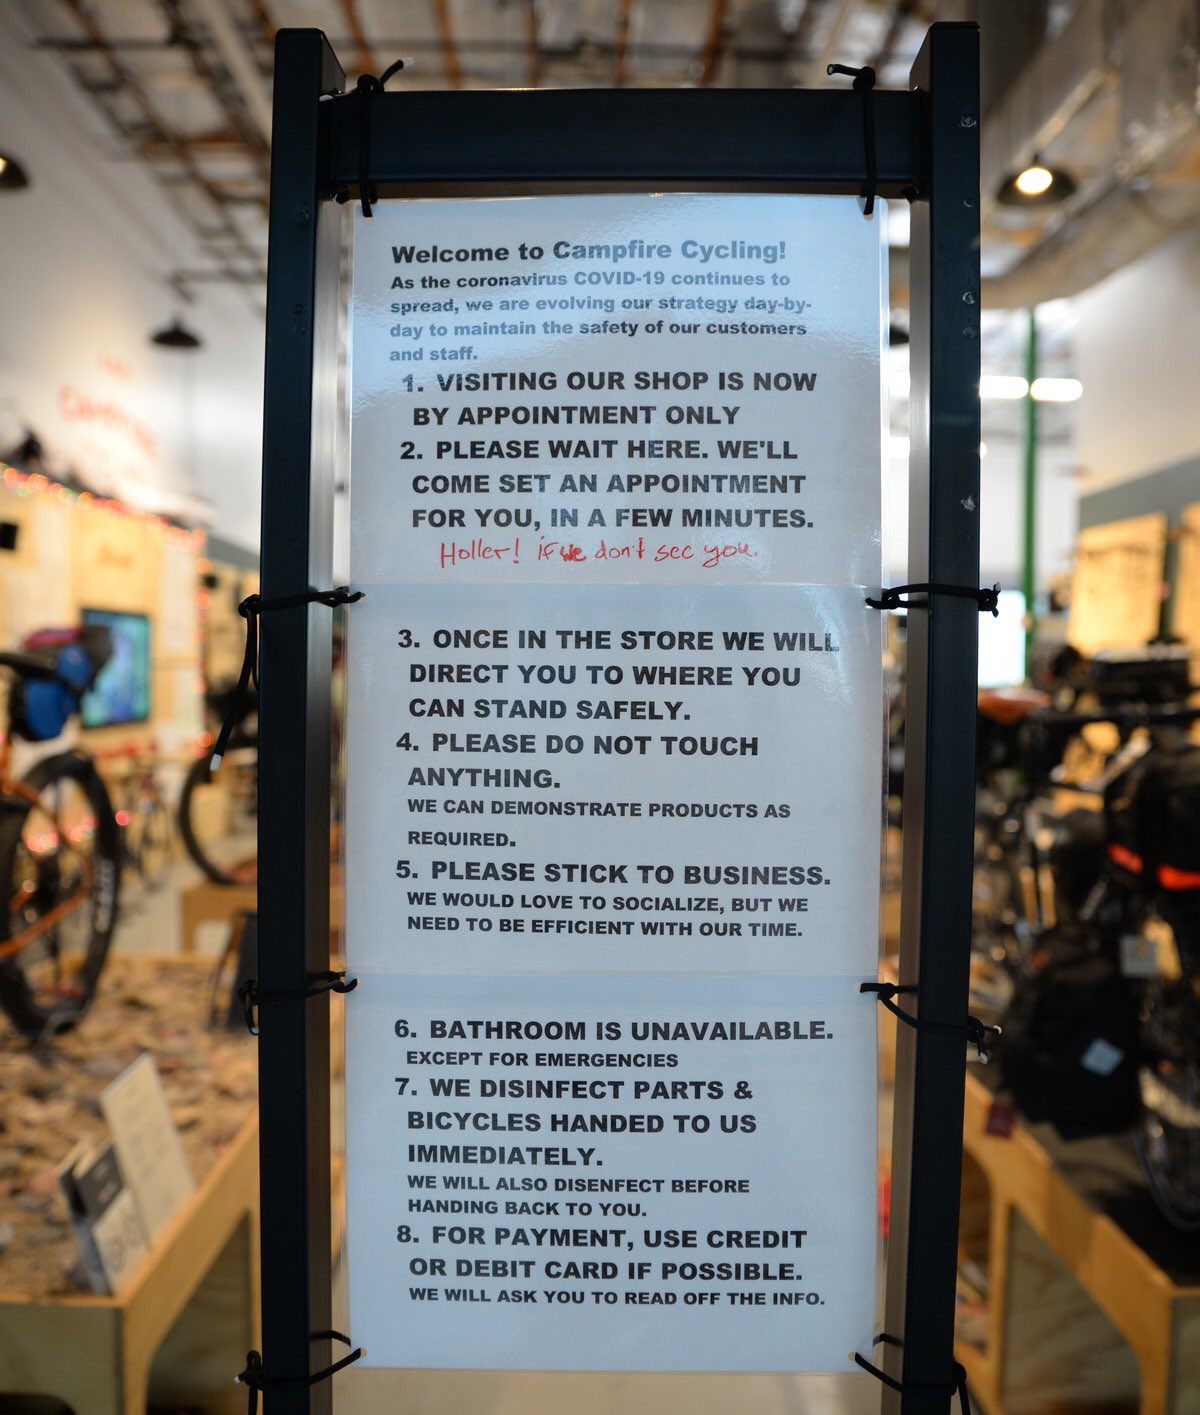 Welcome to Campfire Cycling!
As the coronavirus COVID-19 continues to
spread, we are evolving our strategy day-by-
day to maintain the safety of our customers
and staff.
1. VISITING OUR SHOP IS NOW
BY APPOINTMENT ONLY
2. PLEASE WAIT HERE. WE'LL
COME SET AN APPOINTMENT
FOR YOU, IN A FEW MINUTES.
Holler! if we don't see you.
3. ONCE IN THE STORE WE WILL
DIRECT YOU TO WHERE YOU
CAN STAND SAFELY.
4. PLEASE DO NOT TOUCH
ANYTHING.
WE CAN DEMONSTRATE PRODUCTS AS
REQUIRED.
5. PLEASE STICK TO BUSINESS.
WE WOULD LOVE TO SOCIALIZE, BUT WE
NEED TO BE EFFICIENT WITH OUR TIME.
6. BATHROOM IS UNAVAILABLE.
EXCEPT FOR EMERGENCIES
7. WE DISINFECT PARTS &
BICYCLES HANDED TO US
IMMEDIATELY.
WE WILL ALSO DISENFECT BEFORE
HANDING BACK TO YOU.
8. FOR PAYMENT, USE CREDIT
OR DEBIT CARD IF POSSIBLE.
WE WILL ASK YOU TO READ OFF THE INFO.